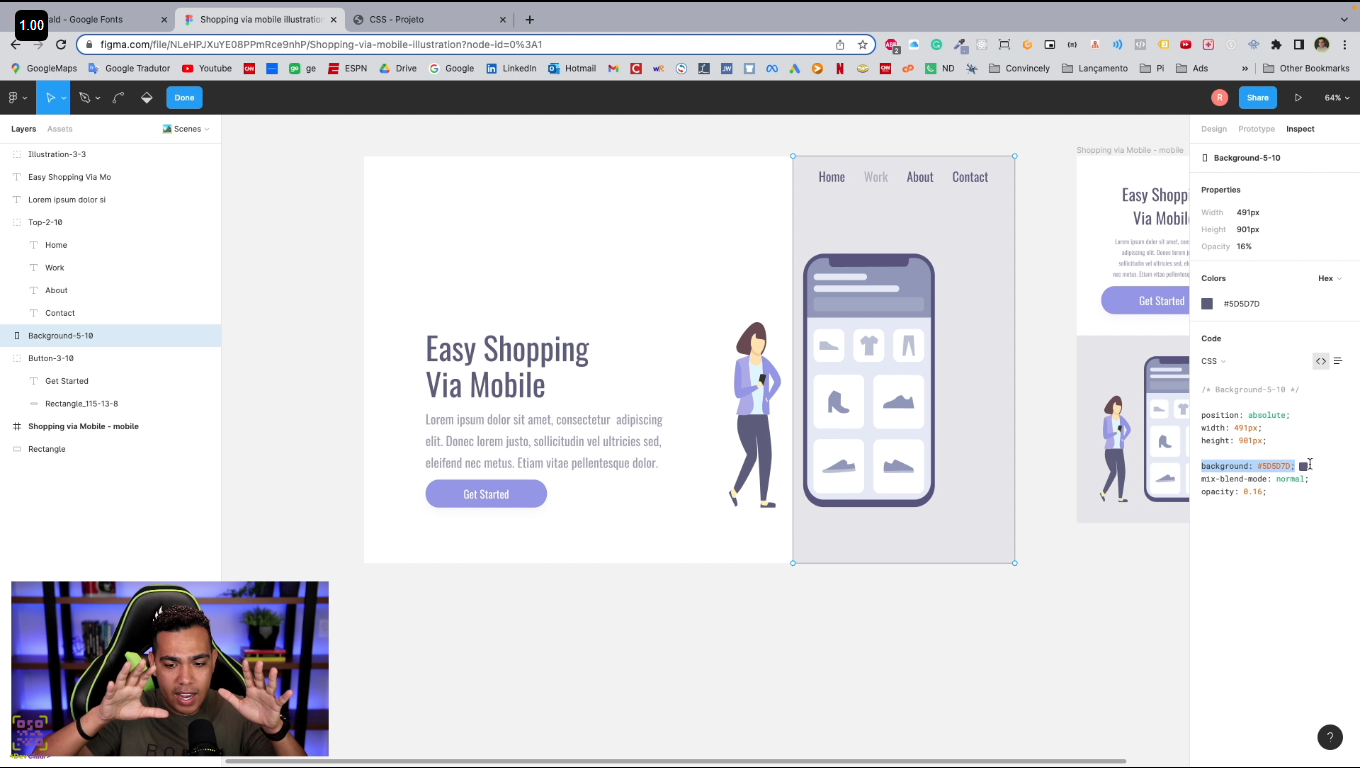 1.00
ald - Google Fonts
Shopping via mobile illustration
CSS - Projeto
figma.com/file/NLeHPJXuYE08PPmRce9nhP/Shopping-via-mobile-illustration?node-id=0%3A1
GoogleMaps
Google Tradutor
Youtube
ge
ESPN
Drive
Google
LinkedIn
Hotmail
ND
Convincely
Lançamento
Pi
Ads
»
Other Bookmarks
Done
R
Share
64%
Layers
Assets
Scenes
Design
Prototype
Inspect
Illustration-3-3
Easy Shopping Via Mo
Lorem ipsum dolor si
Top-2-10
Home
Work
About
Contact
Background-5-10
Button-3-10
Get Started
Rectangle_115-13-8
Shopping via Mobile - mobile
Rectangle
Home
Work
About
Contact
Easy Shopping
Via Mobile
Lorem ipsum dolor sit amet, consectetur adipiscing
elit. Donec lorem justo, sollicitudin vel ultricies sed,
eleifend nec metus. Etiam vitae pellentesque dolor.
Get Started
Shopping via Mobile - mobile
Easy Shopp
Via Mobil
Lorem ipsum dolor sit amet, conse
elit. Donec lorem justo,
sollicitudin vel ultricies sed,
nec metus. Etiam vitae pellentesque
Get Started
Background-5-10
Properties
Width 491px
Height 901px
Opacity 16%
Colors
Hex
#5D5D7D
Code
CSS
/* Background-5-10 */
position: absolute;
width: 491px;
height: 901px;
background: #5D5D7D;
mix-blend-mode: normal;
opacity: 0.16;
?